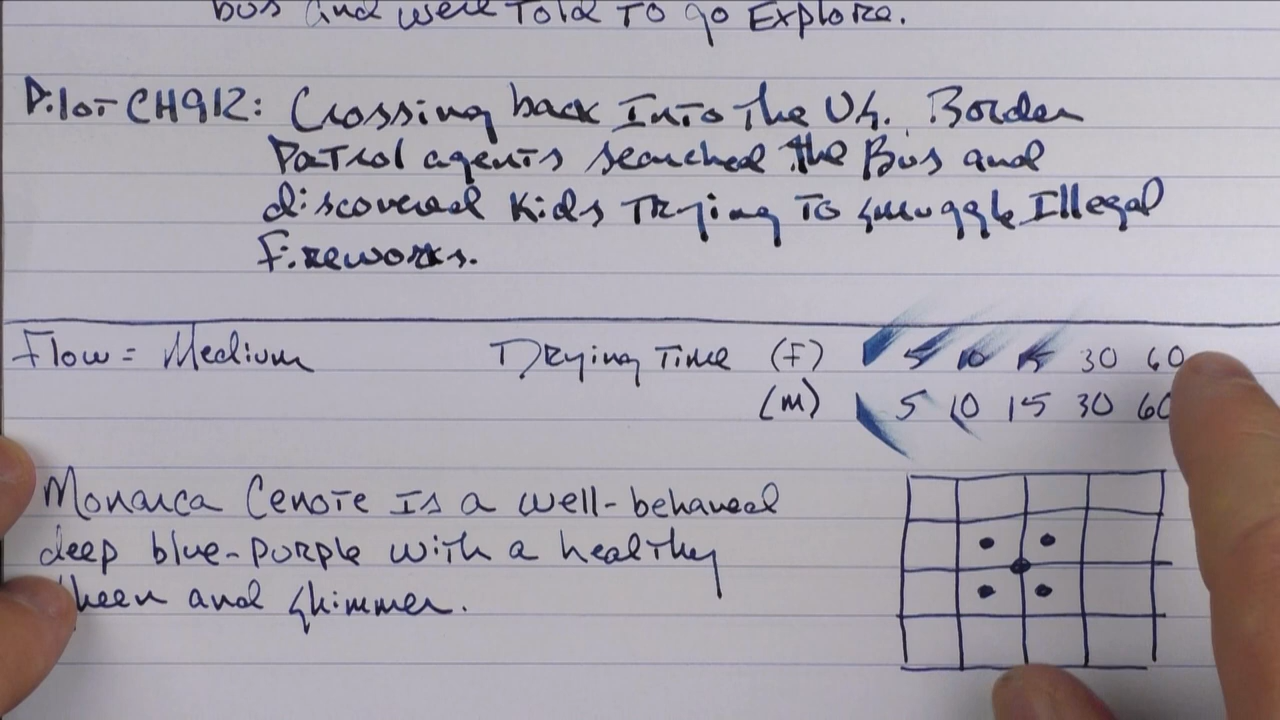 bus and were Told To go Explore.
Pilot CH912: Crossing back Into The U.S. Border
Patrol agents searched the Bus and
discovered Kids Trying To smuggle Illegal
Fireworks.
Flow = Medium Drying Time (F) 5 10 15 30 60
(M) 5 10 15 30 60
Monarca Cenote Is a well-behaved
deep blue-purple with a healthy
sheen and shimmer.